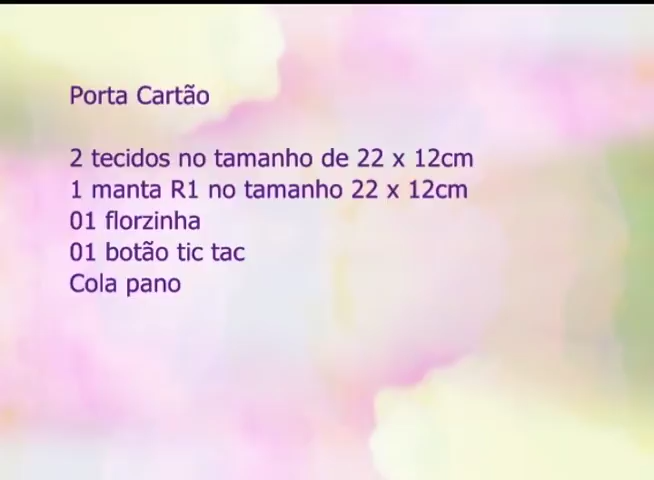 Porta Cartão
2 tecidos no tamanho de 22 x 12cm
1 manta R1 no tamanho 22 x 12cm
01 florzinha
01 botão tic tac
Cola pano